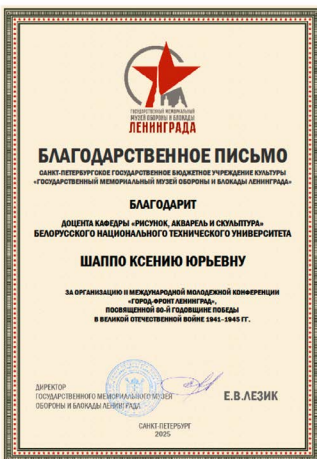 ГОСУДАРСТВЕННЫЙ МЕМОРИАЛЬНЫЙ
МУЗЕЙ ОБОРОНЫ И БЛОКАДЫ
ЛЕНИНГРАДА
БЛАГОДАРСТВЕННОЕ ПИСЬМО
САНКТ-ПЕТЕРБУРГСКОЕ ГОСУДАРСТВЕННОЕ БЮДЖЕТНОЕ УЧРЕЖДЕНИЕ КУЛЬТУРЫ
«ГОСУДАРСТВЕННЫЙ МЕМОРИАЛЬНЫЙ МУЗЕЙ ОБОРОНЫ И БЛОКАДЫ ЛЕНИНГРАДА»
БЛАГОДАРИТ
ДОЦЕНТА КАФЕДРЫ «РИСУНОК, АКВАРЕЛЬ И СКУЛЬПТУРА»
БЕЛОРУССКОГО НАЦИОНАЛЬНОГО ТЕХНИЧЕСКОГО УНИВЕРСИТЕТА
ШАППО КСЕНИЮ ЮРЬЕВНУ
ЗА ОРГАНИЗАЦИЮ II МЕЖДУНАРОДНОЙ МОЛОДЕЖНОЙ КОНФЕРЕНЦИИ
«ГОРОД-ФРОНТ ЛЕНИНГРАД»,
ПОСВЯЩЕННОЙ 80-Й ГОДОВЩИНЕ ПОБЕДЫ
В ВЕЛИКОЙ ОТЕЧЕСТВЕННОЙ ВОЙНЕ 1941-1945 ГГ.
ДИРЕКТОР
ГОСУДАРСТВЕННОГО МЕМОРИАЛЬНОГО МУЗЕЯ
ОБОРОНЫ И БЛОКАДЫ ЛЕНИНГРАДА
Е.В.ЛЕЗИК
САНКТ-ПЕТЕРБУРГ
2025